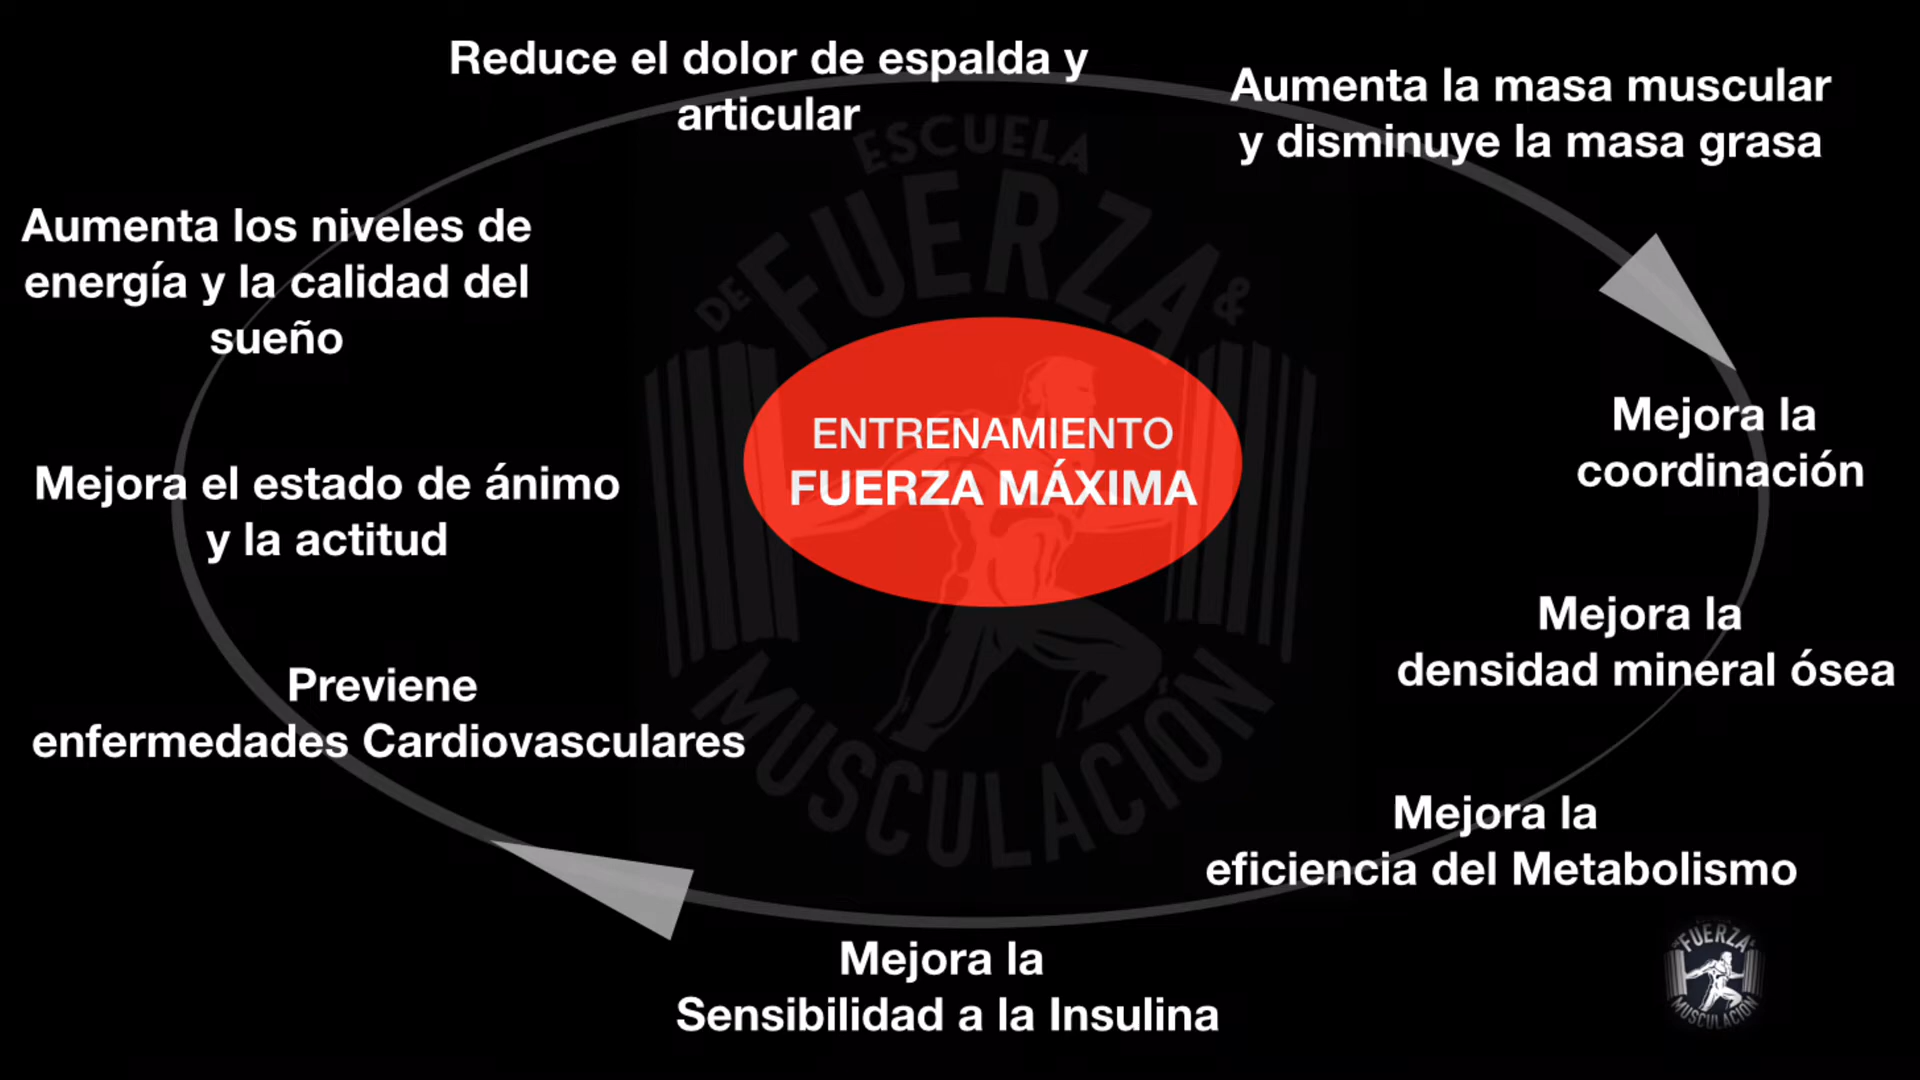 Reduce el dolor de espalda y
articular
Aumenta la masa muscular
y disminuye la masa grasa
Aumenta los niveles de
energía y la calidad del
sueño
ESCUELA
DE FUERZA &
MUSCULACIÓN
ENTRENAMIENTO
FUERZA MÁXIMA
Mejora la
coordinación
Mejora el estado de ánimo
y la actitud
Mejora la
densidad mineral ósea
Previene
enfermedades Cardiovasculares
Mejora la
eficiencia del Metabolismo
Mejora la
Sensibilidad a la Insulina
DE FUERZA &
MUSCULACIÓN